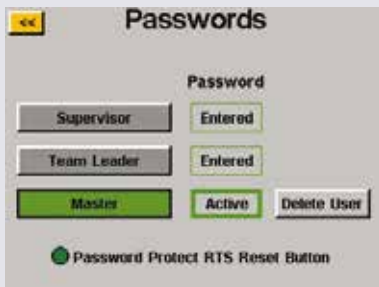 << Passwords
Password
Supervisor Entered
Team Leader Entered
Master Active Delete User
Password Protect RTS Reset Button